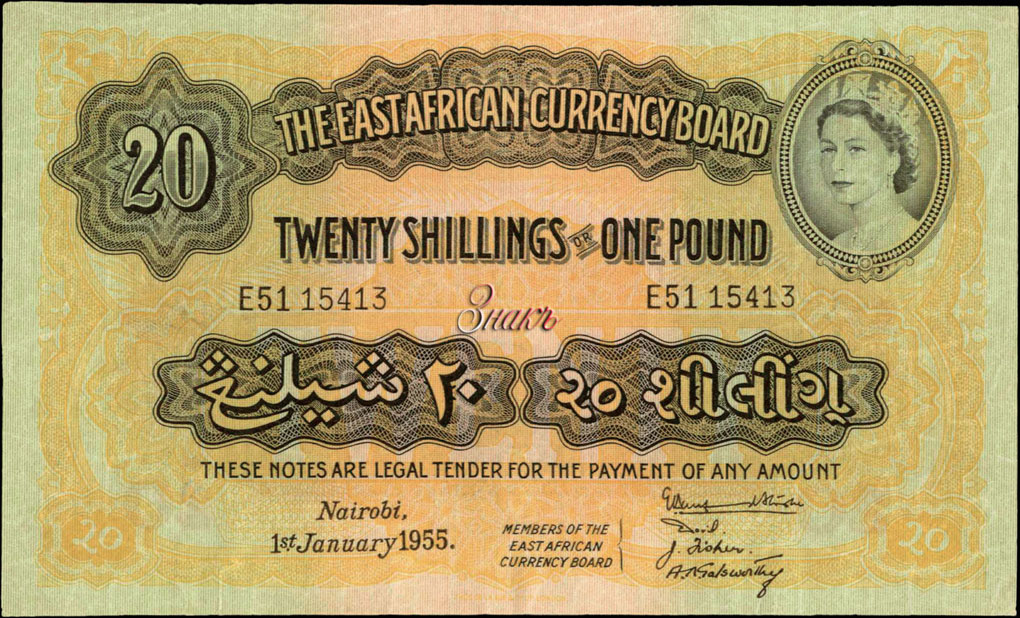 20
THE EAST AFRICAN CURRENCY BOARD
TWENTY SHILLINGS OR ONE POUND
E51 15413
E51 15413
Знакъ
٢٠ شيلنڠ
૨૦ શીલીંગ
THESE NOTES ARE LEGAL TENDER FOR THE PAYMENT OF ANY AMOUNT
Nairobi,
1st January 1955.
MEMBERS OF THE
EAST AFRICAN
CURRENCY BOARD
J. Fisher.
A. N. Galsworthy
20
20